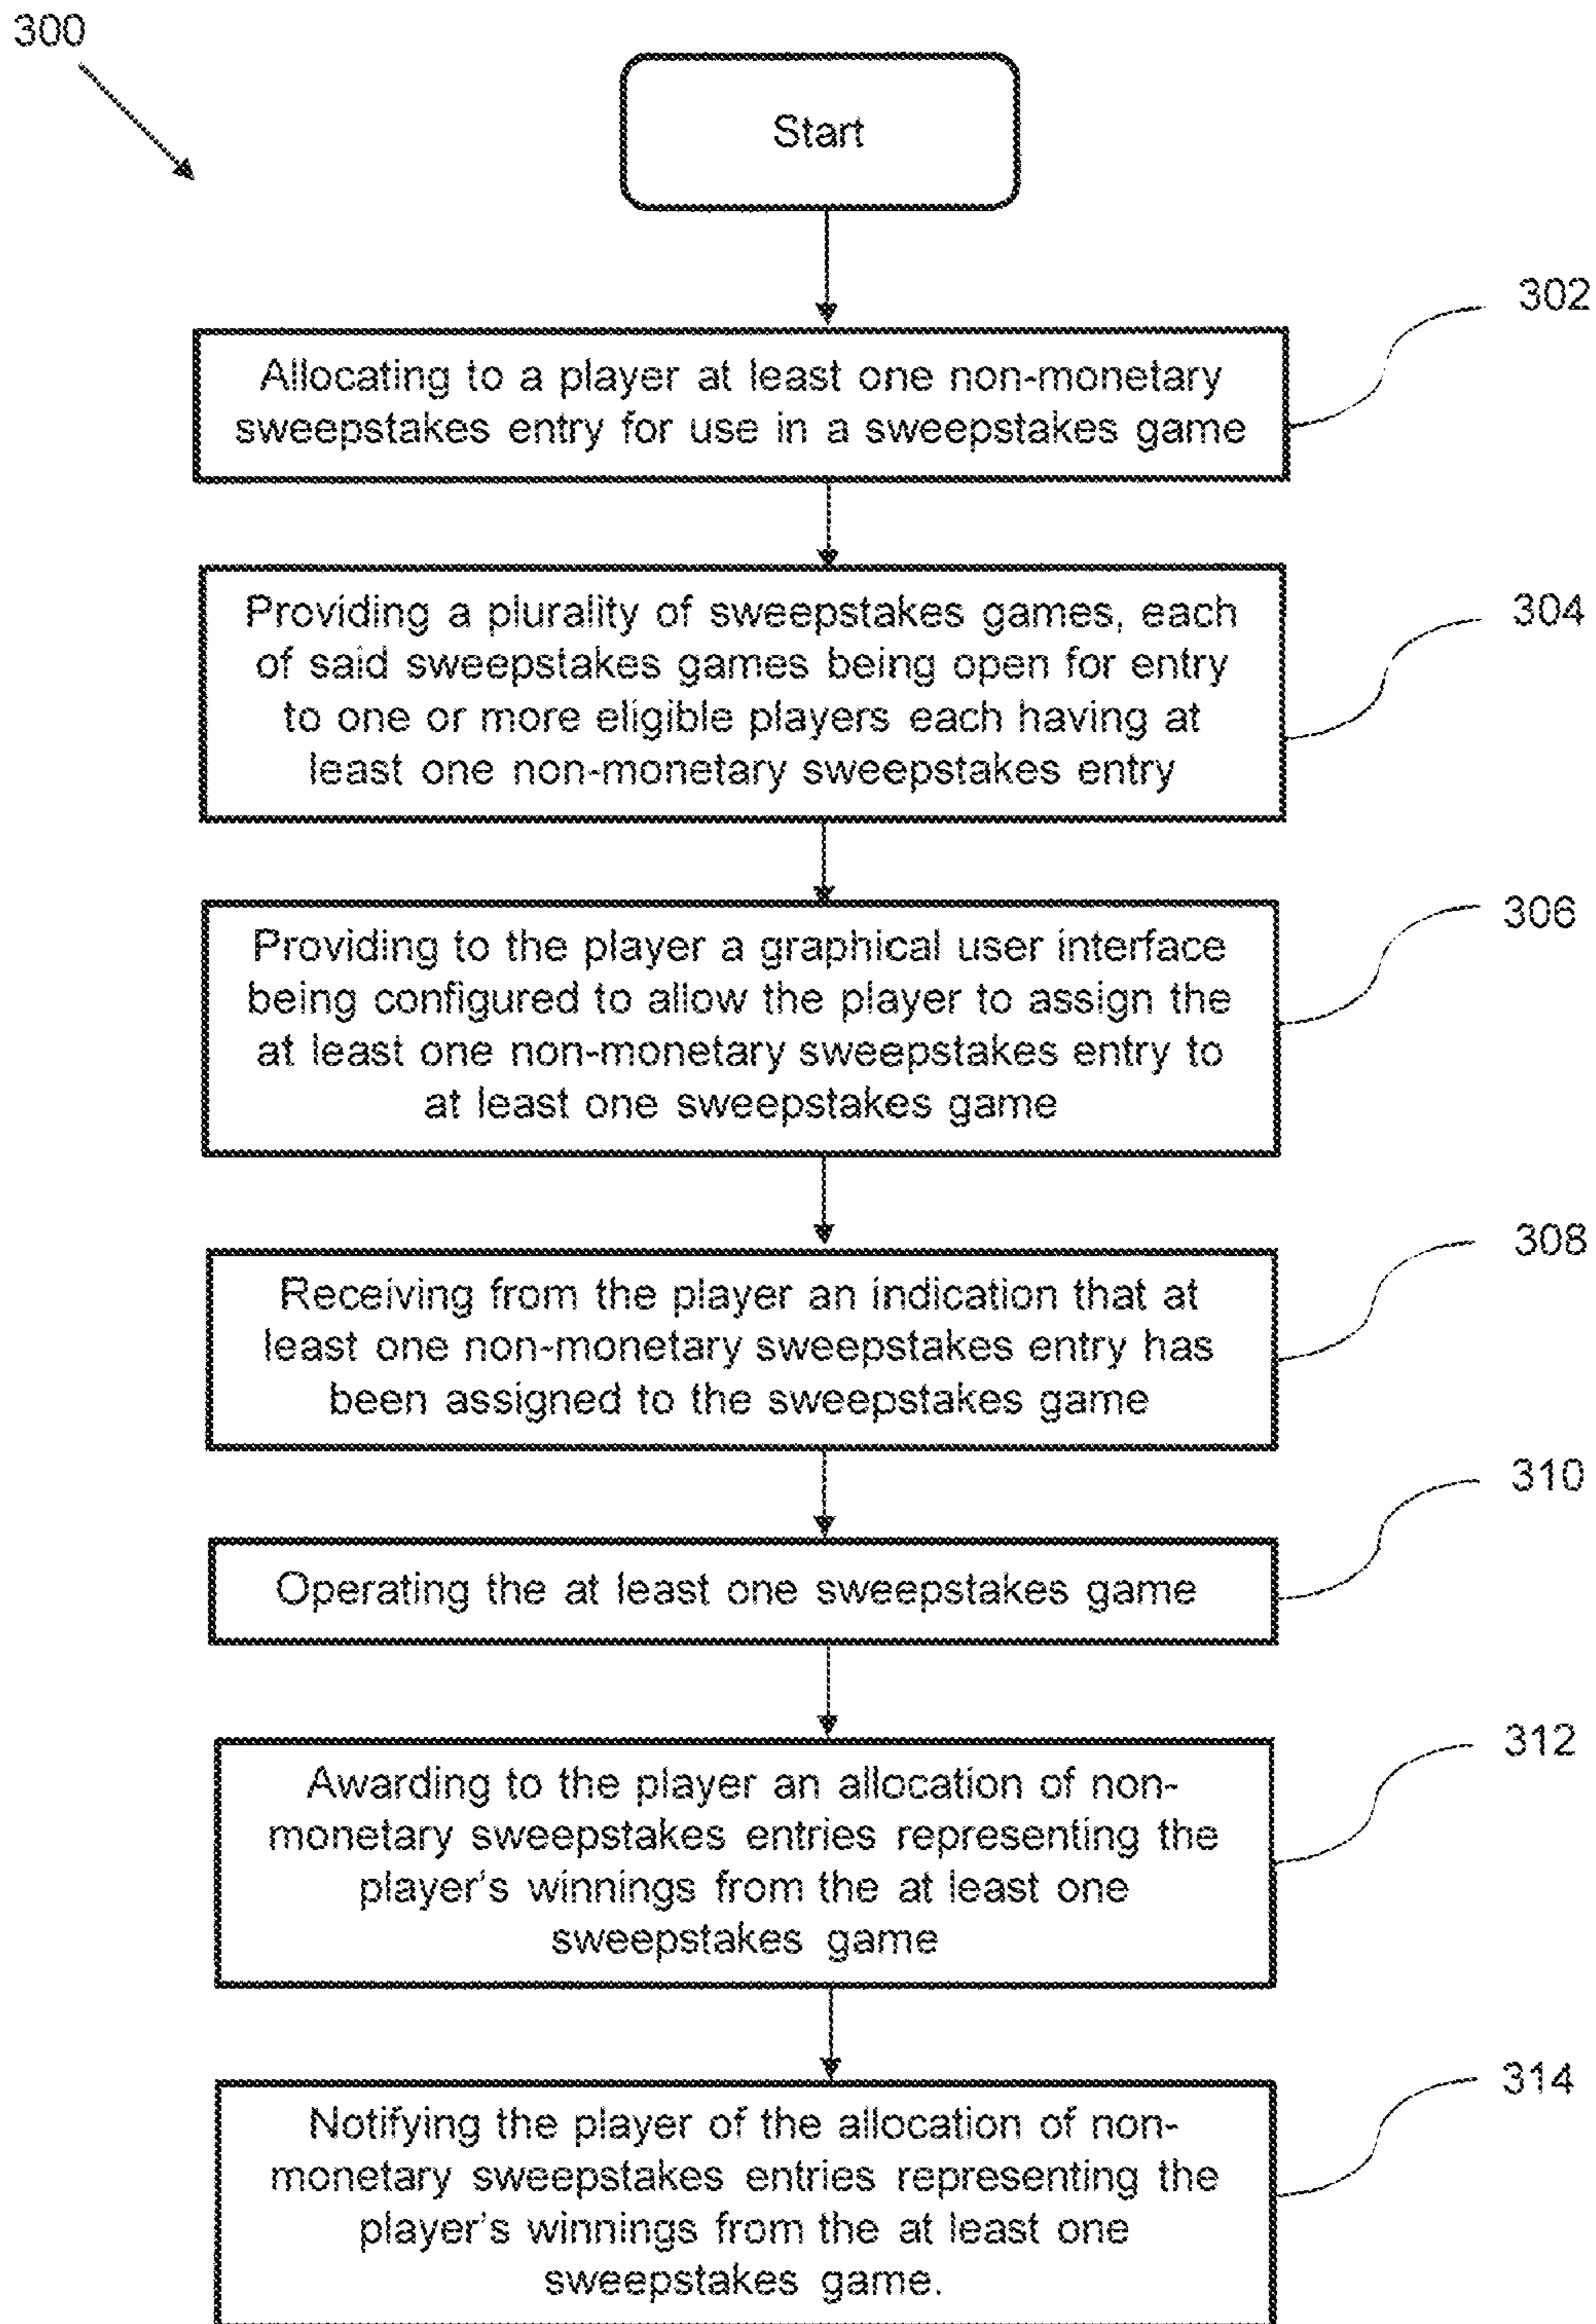 300
Start
302
Allocating to a player at least one non-monetary
sweepstakes entry for use in a sweepstakes game
304
Providing a plurality of sweepstakes games, each
of said sweepstakes games being open for entry
to one or more eligible players each having at
least one non-monetary sweepstakes entry
306
Providing to the player a graphical user interface
being configured to allow the player to assign the
at least one non-monetary sweepstakes entry to
at least one sweepstakes game
308
Receiving from the player an indication that at
least one non-monetary sweepstakes entry has
been assigned to the sweepstakes game
310
Operating the at least one sweepstakes game
312
Awarding to the player an allocation of non-
monetary sweepstakes entries representing the
player's winnings from the at least one
sweepstakes game
314
Notifying the player of the allocation of non-
monetary sweepstakes entries representing the
player's winnings from the at least one
sweepstakes game.